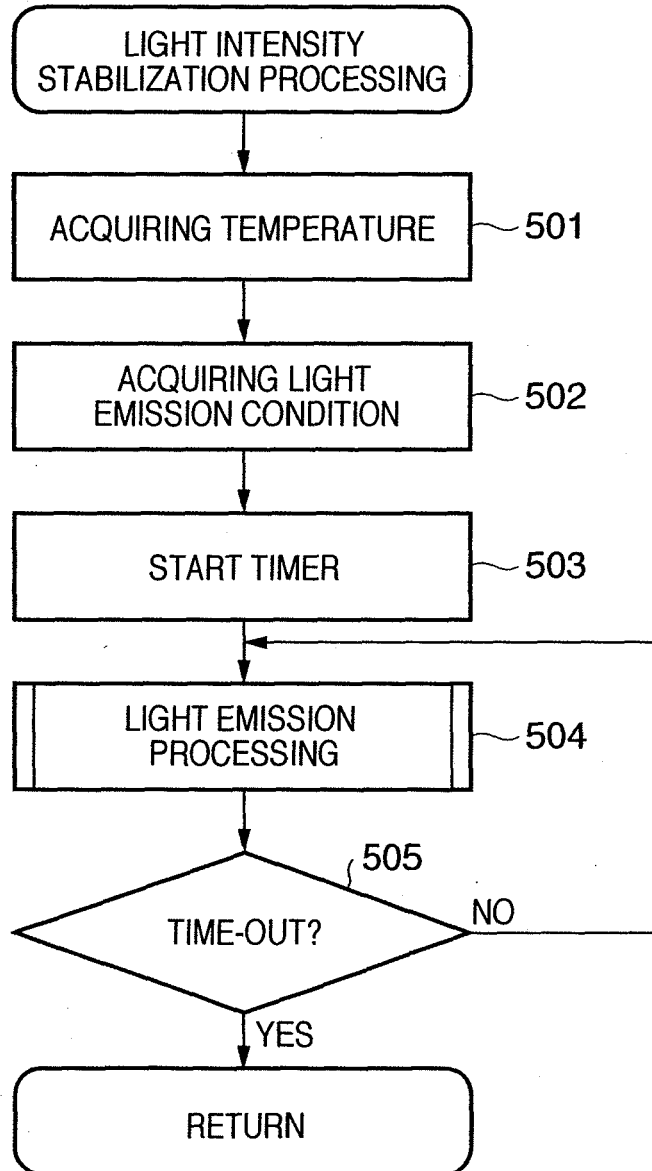 LIGHT INTENSITY
STABILIZATION PROCESSING
ACQUIRING TEMPERATURE
501
ACQUIRING LIGHT
EMISSION CONDITION
502
START TIMER
503
LIGHT EMISSION
PROCESSING
504
505
TIME-OUT?
NO
YES
RETURN